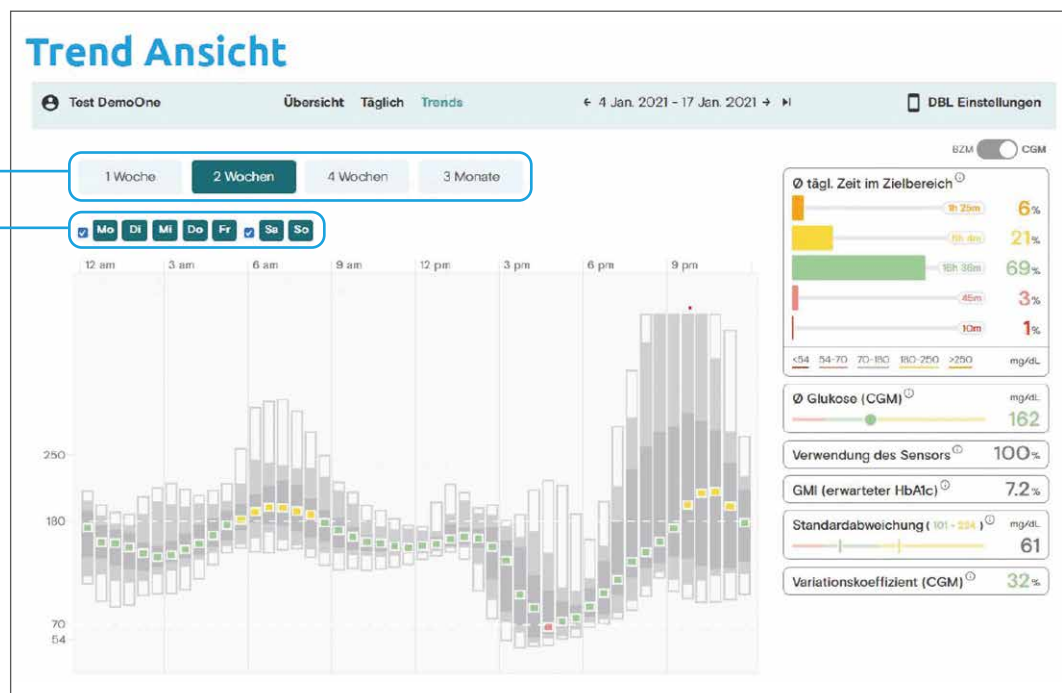 Trend Ansicht
Test DemoOne Übersicht Täglich Trends ← 4 Jan. 2021 - 17 Jan. 2021 → DBL Einstellungen
BZM CGM
1 Woche 2 Wochen 4 Wochen 3 Monate
Mo Di Mi Do Fr Sa So
12 am 3 am 6 am 9 am 12 pm 3 pm 6 pm 9 pm
250
180
70
54
Ø tägl. Zeit im Zielbereich
1h 25m 6%
21%
16h 36m 69%
45m 3%
10m 1%
<54 54-70 70-180 180-250 >250 mg/dL
Ø Glukose (CGM) mg/dL
162
Verwendung des Sensors 100%
GMI (erwarteter HbA1c) 7.2%
Standardabweichung (101 - 224) mg/dL
61
Variationskoeffizient (CGM) 32%